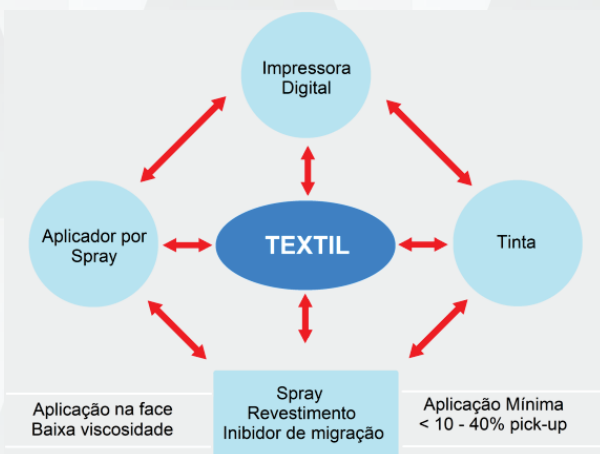 Impressora
Digital
Aplicador por
Spray
TEXTIL
Tinta
Spray
Revestimento
Inibidor de migração
Aplicação na face
Baixa viscosidade
Aplicação Mínima
< 10 - 40% pick-up